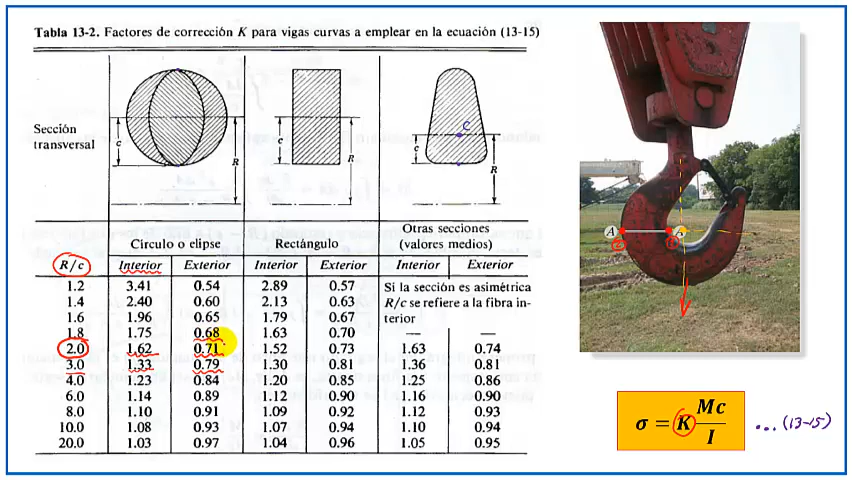 Tabla 13-2. Factores de corrección K para vigas curvas a emplear en la ecuación (13-15)
Sección
transversal
c
R
c
R
C
c
R
Círculo o elipse
Rectángulo
Otras secciones
(valores medios)
R/c Interior Exterior Interior Exterior Interior Exterior
1.2 3.41 0.54 2.89 0.57 Si la sección es asimétrica
1.4 2.40 0.60 2.13 0.63 R/c se refiere a la fibra in-
1.6 1.96 0.65 1.79 0.67 terior
1.8 1.75 0.68 1.63 0.70 — —
2.0 1.62 0.71 1.52 0.73 1.63 0.74
3.0 1.33 0.79 1.30 0.81 1.36 0.81
4.0 1.23 0.84 1.20 0.85 1.25 0.86
6.0 1.14 0.89 1.12 0.90 1.16 0.90
8.0 1.10 0.91 1.09 0.92 1.12 0.93
10.0 1.08 0.93 1.07 0.94 1.10 0.94
20.0 1.03 0.97 1.04 0.96 1.05 0.95
A A
σ = K Mc/I ...(13-15)